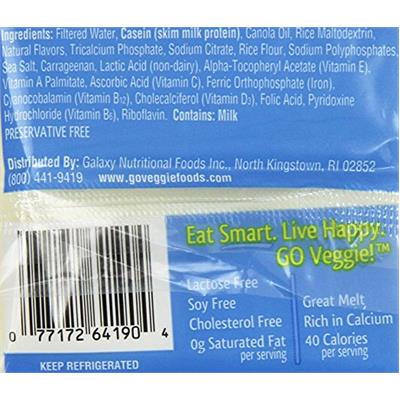 Ingredients: Filtered Water, Casein (skim milk protein), Canola Oil, Rice Maltodextrin,
Natural Flavors, Tricalcium Phosphate, Sodium Citrate, Rice Flour, Sodium Polyphosphates,
Sea Salt, Carrageenan, Lactic Acid (non-dairy), Alpha-Tocopheryl Acetate (Vitamin E),
Vitamin A Palmitate, Ascorbic Acid (Vitamin C), Ferric Orthophosphate (Iron),
Cyanocobalamin (Vitamin B12), Cholecalciferol (Vitamin D3), Folic Acid, Pyridoxine
Hydrochloride (Vitamin B6), Riboflavin. Contains: Milk
PRESERVATIVE FREE
Distributed By: Galaxy Nutritional Foods Inc., North Kingstown, RI 02852
(800) 441-9419 www.goveggiefoods.com
Eat Smart. Live Happy.
GO Veggie!™
Lactose Free
Soy Free
Cholesterol Free
0g Saturated Fat
per serving
Great Melt
Rich in Calcium
40 Calories
per serving
0 77172 64190 4
KEEP REFRIGERATED